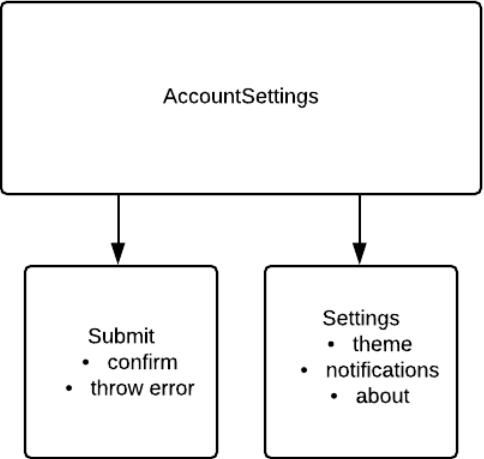 AccountSettings
Submit
• confirm
• throw error
Settings
• theme
• notifications
• about